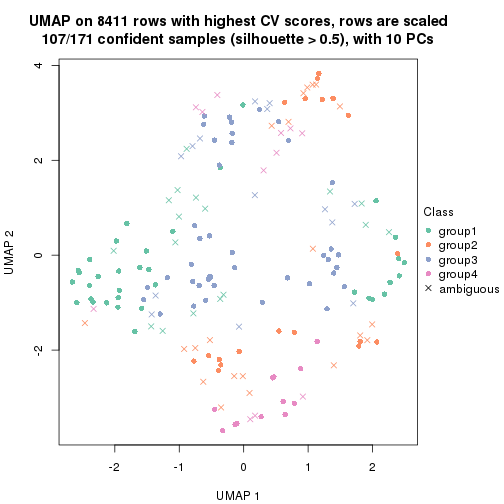 UMAP on 8411 rows with highest CV scores, rows are scaled
107/171 confident samples (silhouette > 0.5), with 10 PCs
4
2
0
-2
UMAP 2
-2
-1
0
1
2
UMAP 1
Class
group1
group2
group3
group4
ambiguous